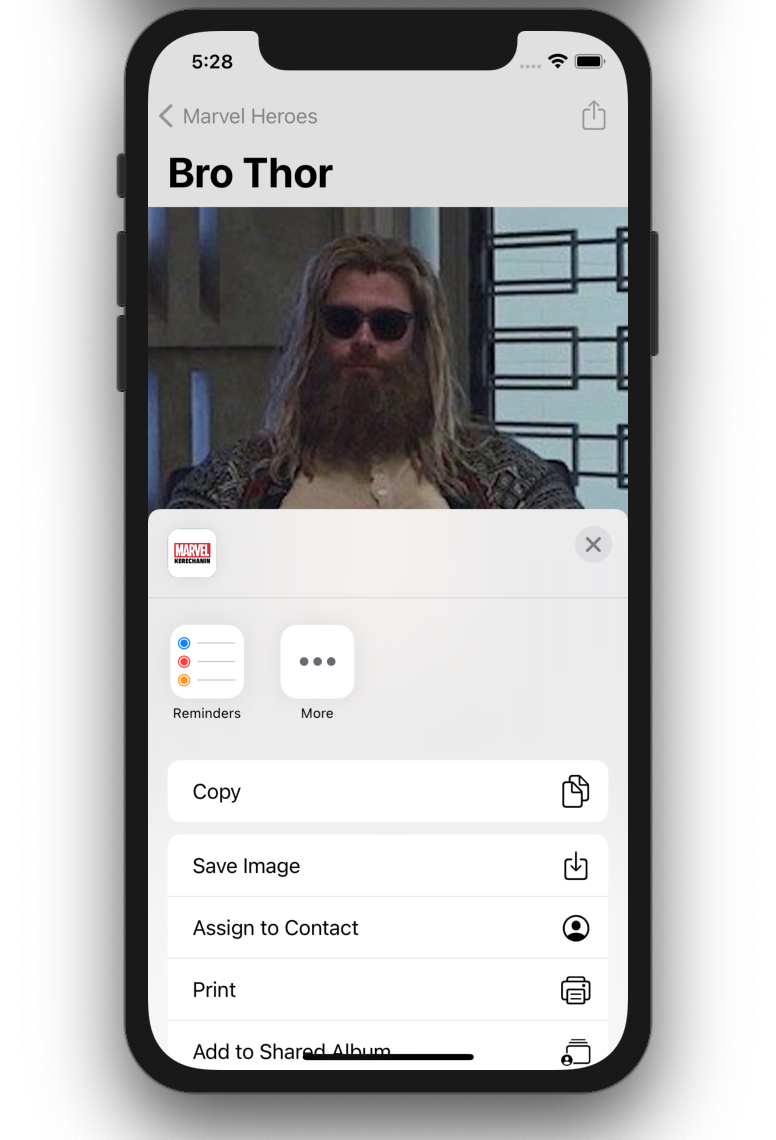 5:28
Marvel Heroes
Bro Thor
MARVEL
KERECHANIN
Reminders
More
Copy
Save Image
Assign to Contact
Print
Add to Shared Album